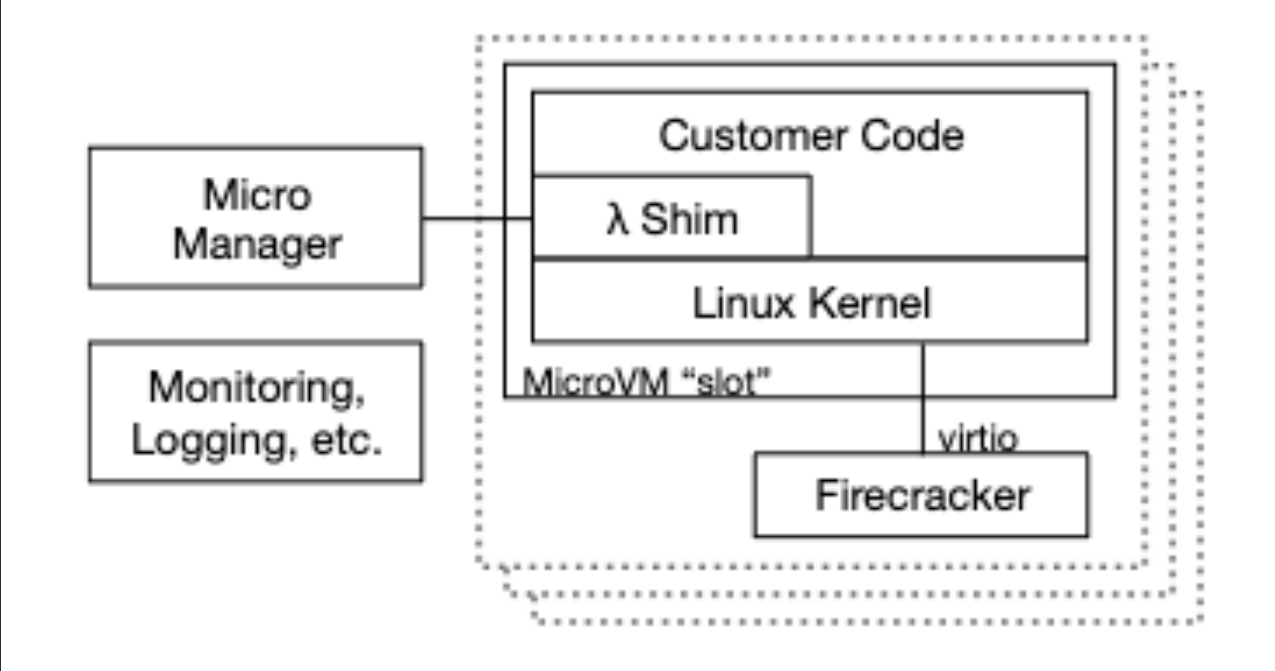 Micro
Manager
Monitoring,
Logging, etc.
Customer Code
λ Shim
Linux Kernel
MicroVM “slot”
virtio
Firecracker